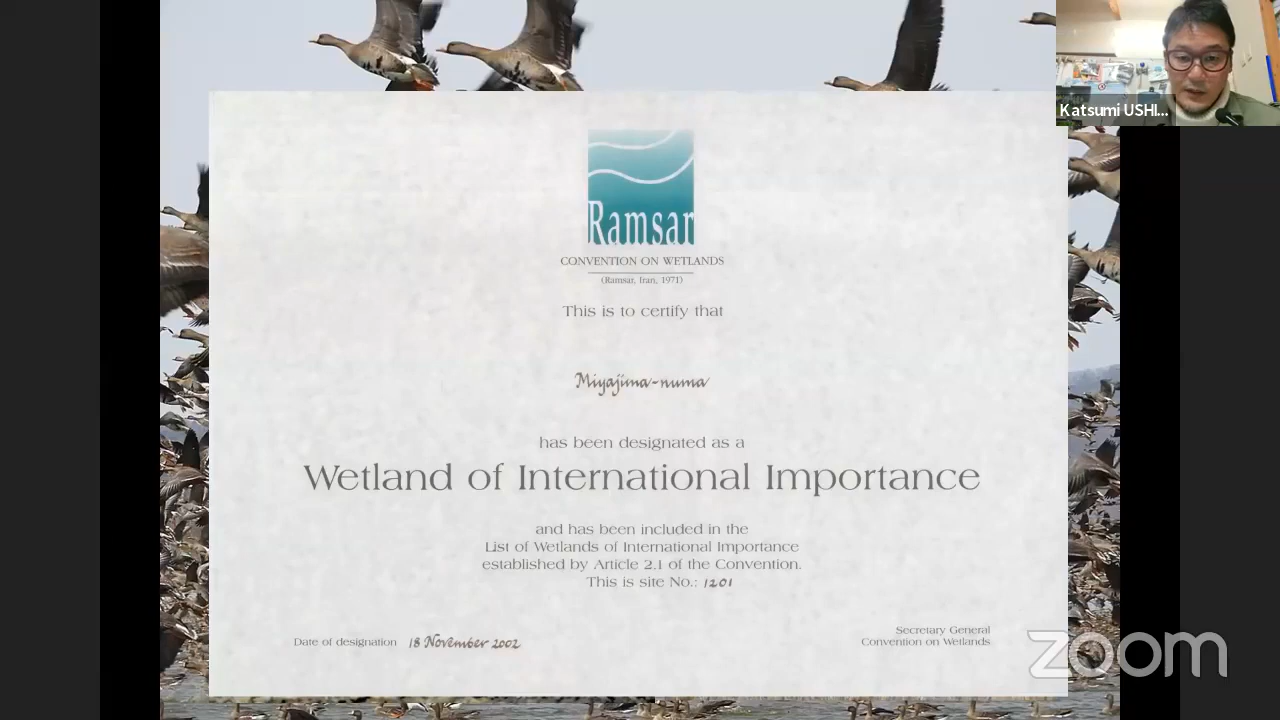 Katsumi USHI...
Ramsar
CONVENTION ON WETLANDS
(Ramsar, Iran, 1971)
This is to certify that
Miyajima-numa
has been designated as a
Wetland of International Importance
and has been included in the
List of Wetlands of International Importance
established by Article 2.1 of the Convention.
This is site No.: 1201
Date of designation 18 November 2002
Secretary General
Convention on Wetlands
zoom